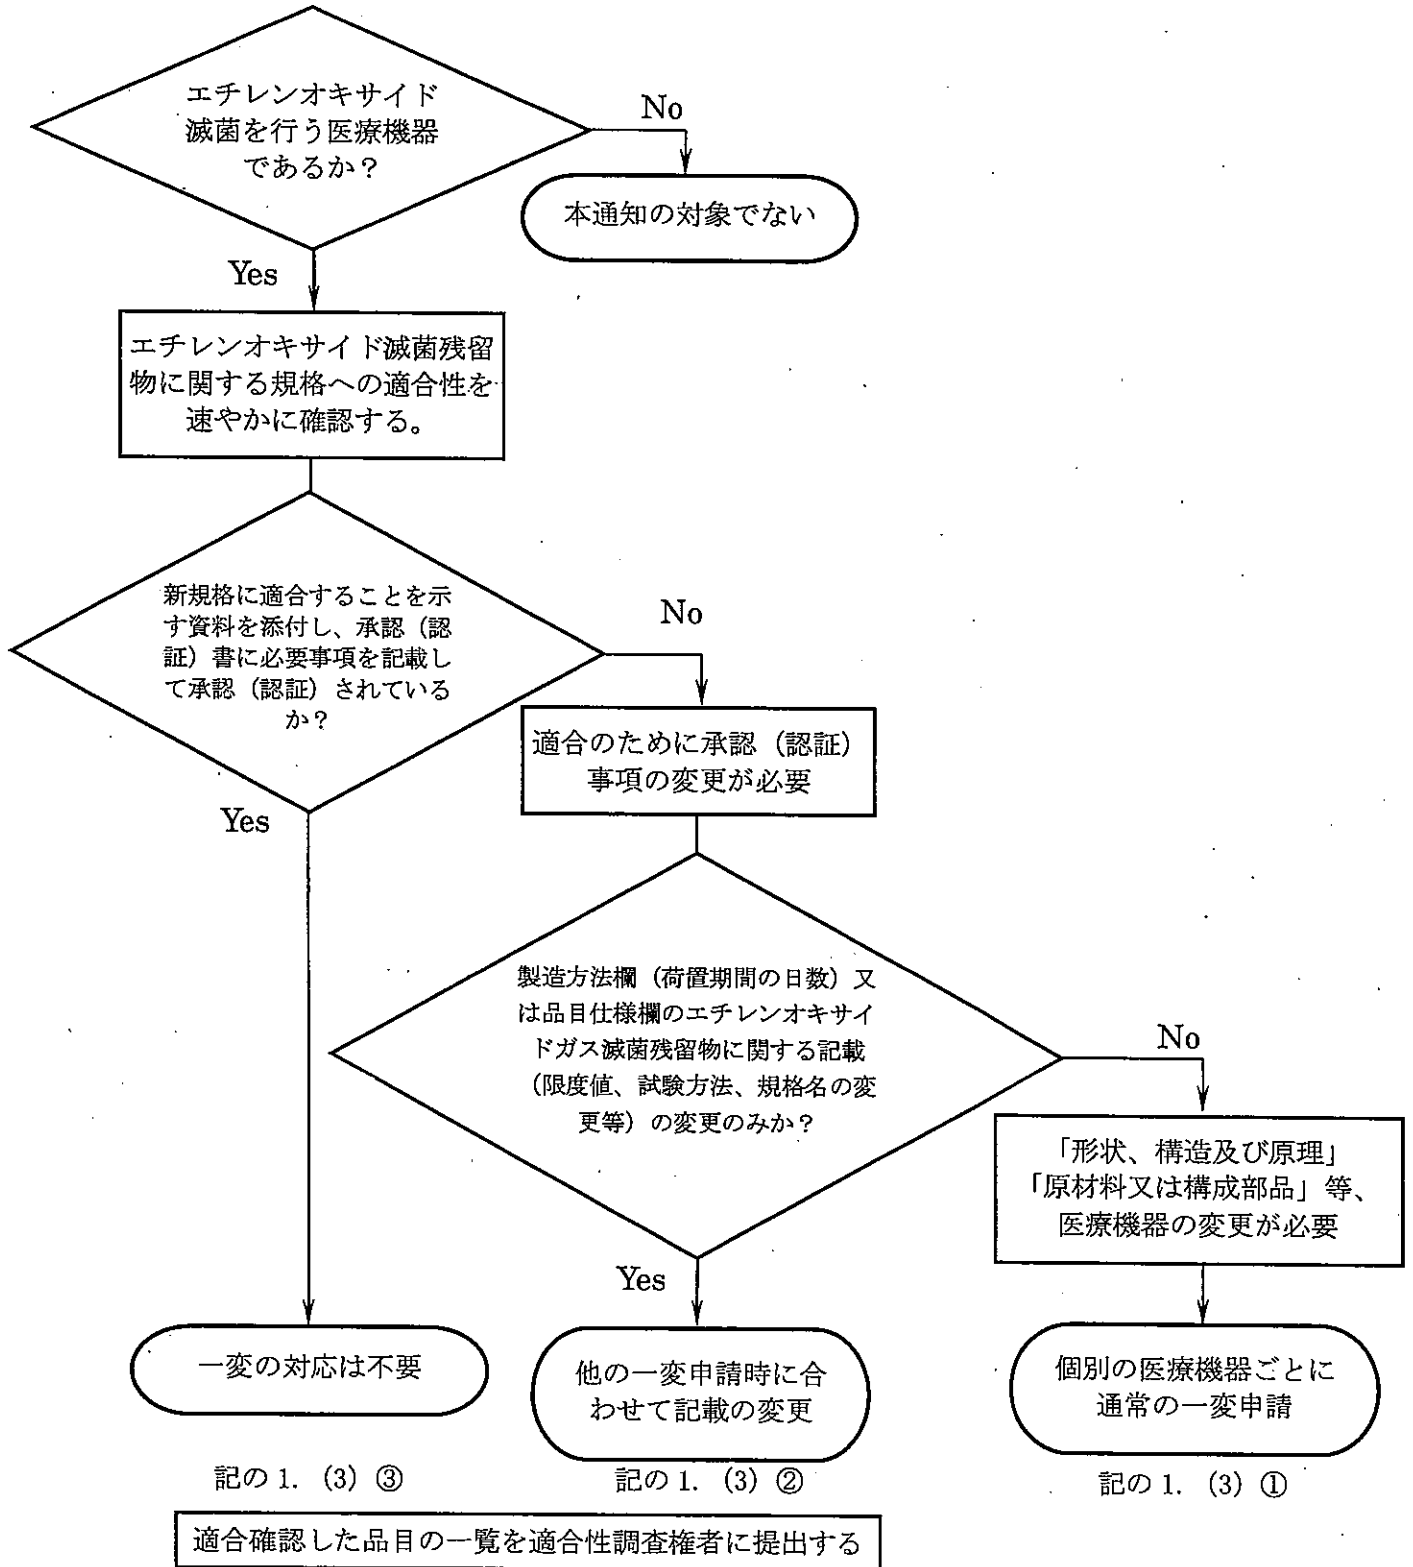 エチレンオキサイド
滅菌を行う医療機器
であるか？
No
本通知の対象でない
Yes
エチレンオキサイド滅菌残留
物に関する規格への適合性を
速やかに確認する。
新規格に適合することを示
す資料を添付し、承認（認
証）書に必要事項を記載し
て承認（認証）されている
か？
No
適合のために承認（認証）
事項の変更が必要
Yes
製造方法欄（荷置期間の日数）又
は品目仕様欄のエチレンオキサイ
ドガス滅菌残留物に関する記載
（限度値、試験方法、規格名の変
更等）の変更のみか？
No
「形状、構造及び原理」
「原材料又は構成部品」等、
医療機器の変更が必要
Yes
一変の対応は不要
他の一変申請時に合
わせて記載の変更
個別の医療機器ごとに
通常の一変申請
記の 1.（3）③
記の 1.（3）②
記の 1.（3）①
適合確認した品目の一覧を適合性調査権者に提出する